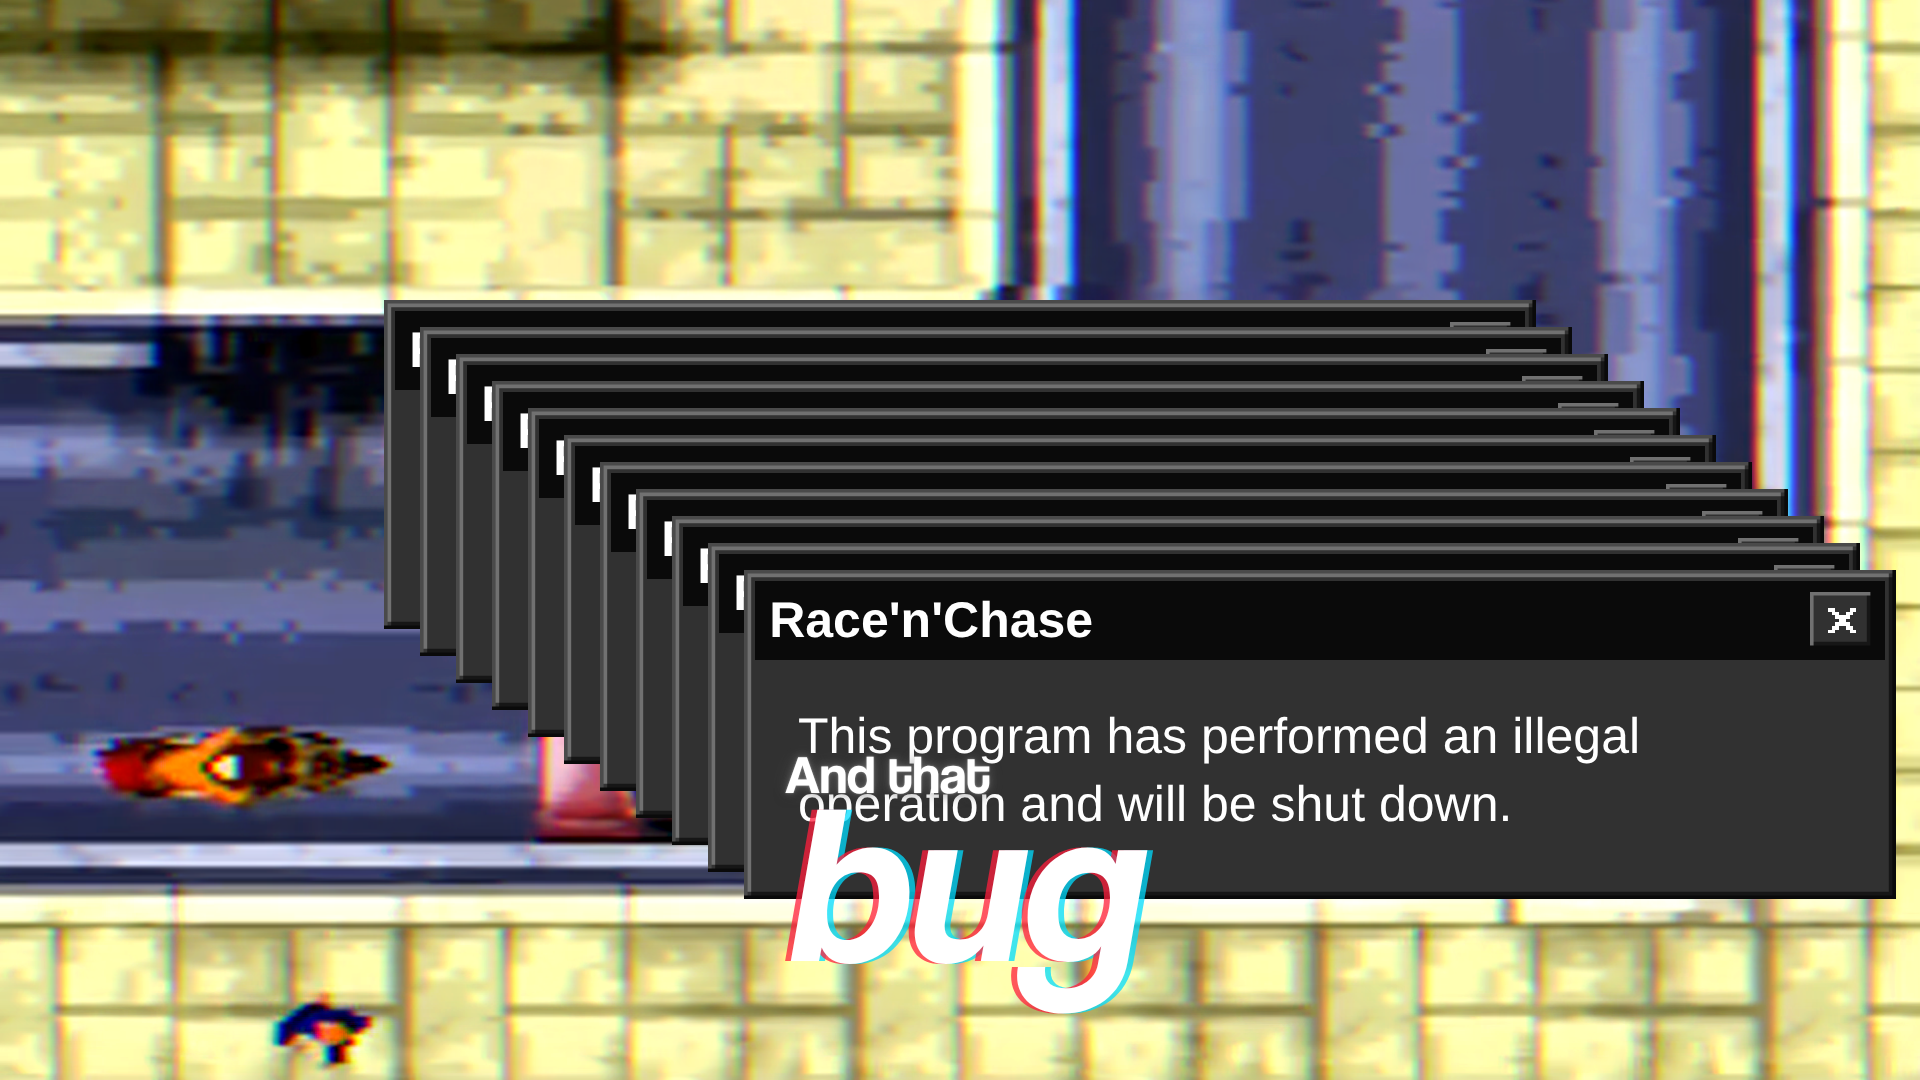 Race'n'Chase
This program has performed an illegal
And that
operation and will be shut down.
bug